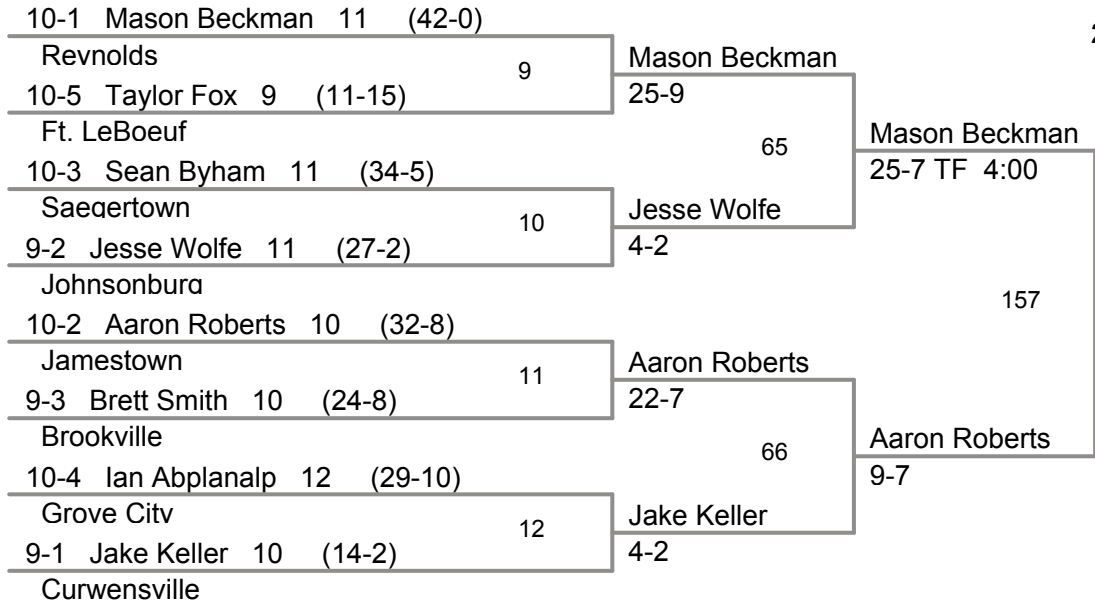 10-1 Mason Beckman 11 (42-0)
Reynolds
9
10-5 Taylor Fox 9 (11-15)
Ft. LeBoeuf
10-3 Sean Byham 11 (34-5)
Saegertown
10
9-2 Jesse Wolfe 11 (27-2)
Johnsonburg
10-2 Aaron Roberts 10 (32-8)
Jamestown
11
9-3 Brett Smith 10 (24-8)
Brookville
10-4 Ian Abplanalp 12 (29-10)
Grove City
12
9-1 Jake Keller 10 (14-2)
Curwensville
Mason Beckman
25-9
65
Jesse Wolfe
4-2
Aaron Roberts
22-7
66
Jake Keller
4-2
Mason Beckman
25-7 TF 4:00
157
Aaron Roberts
9-7